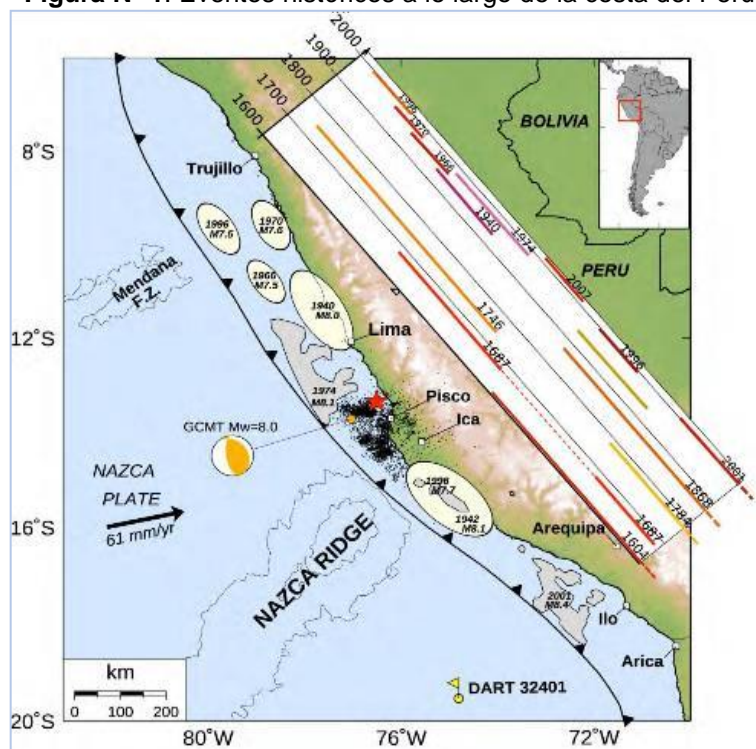 Figura N° 1: Eventos históricos a lo largo de la costa del Perú
2000
1900
1800
1700
1600
BOLIVIA
PERU
1996
1970
1966
1940
1974
2007
1746
1687
1996
2001
1868
1784
1687
1604
8°S
12°S
16°S
20°S
Trujillo
1996
M7.5
1970
M7.6
1966
M7.5
1940
M8.0
Mendana
F.Z.
Lima
1974
M8.1
Pisco
Ica
GCMT Mw=8.0
NAZCA
PLATE
61 mm/yr
1996
M7.7
1942
M8.1
Arequipa
NAZCA RIDGE
2001
M8.4
Ilo
Arica
km
0 100 200
DART 32401
80°W
76°W
72°W